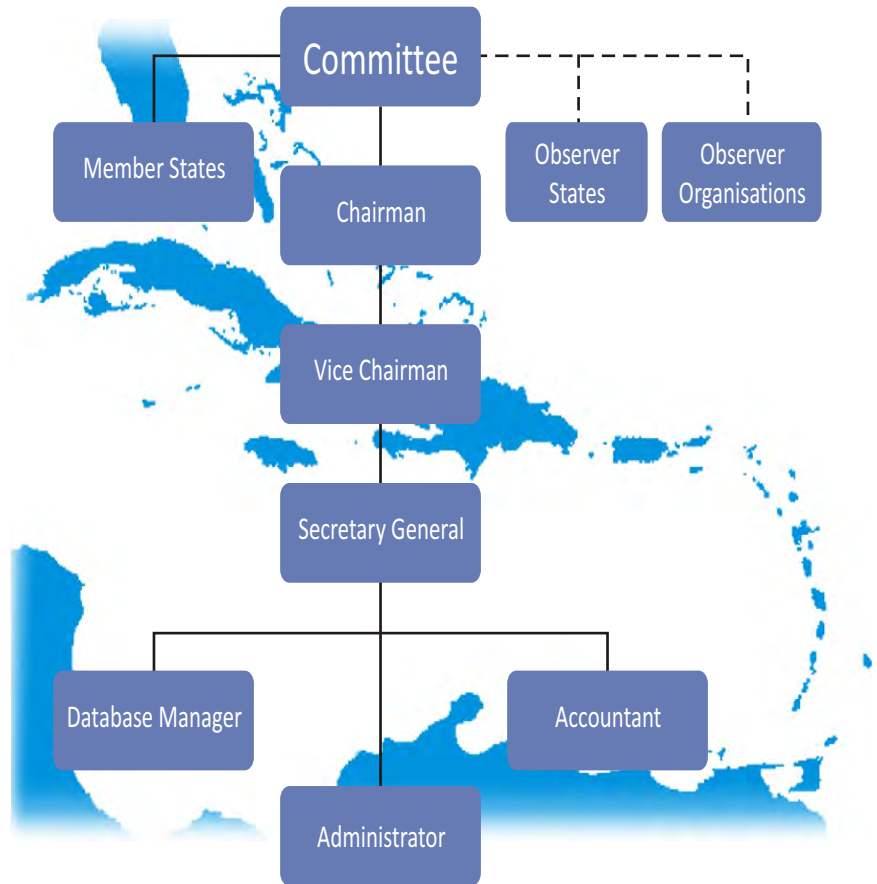 Committee
Member States
Observer
States
Observer
Organisations
Chairman
Vice Chairman
Secretary General
Database Manager
Accountant
Administrator